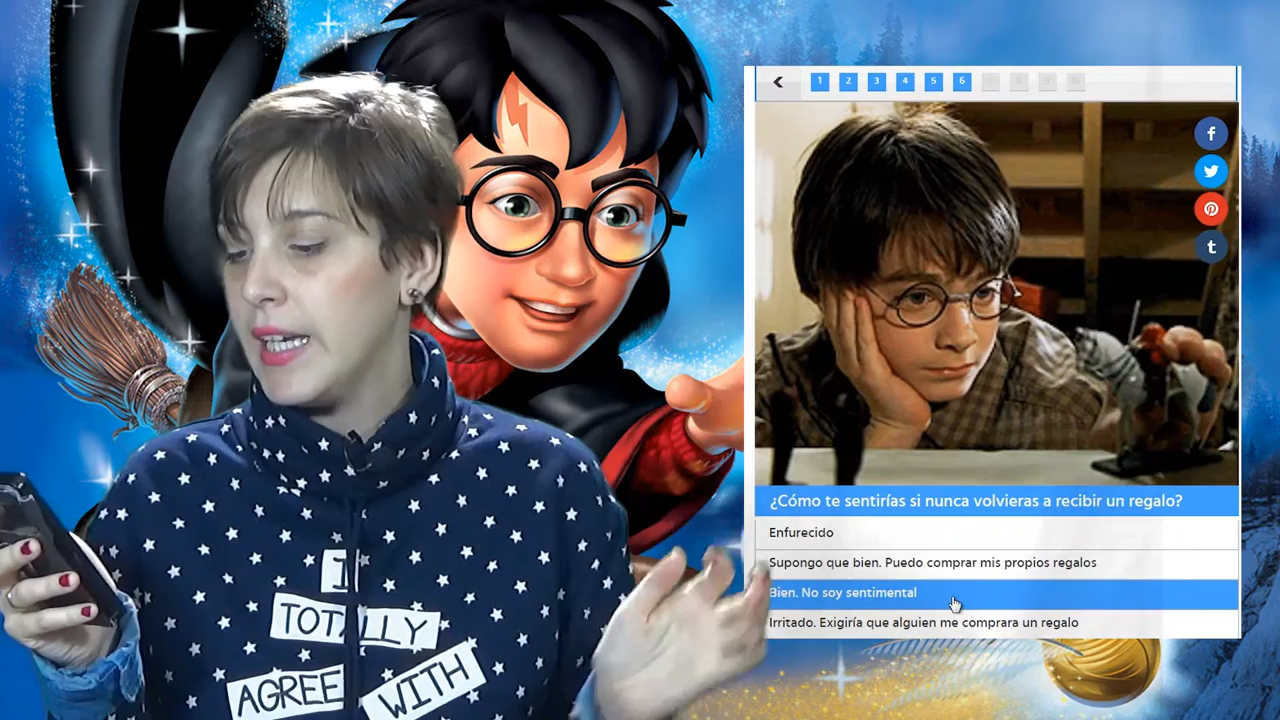 1 2 3 4 5 6
f
t
¿Cómo te sentirías si nunca volvieras a recibir un regalo?
Enfurecido
Supongo que bien. Puedo comprar mis propios regalos
Bien. No soy sentimental
Irritado. Exigiría que alguien me comprara un regalo
I
TOTALLY
AGREE WITH